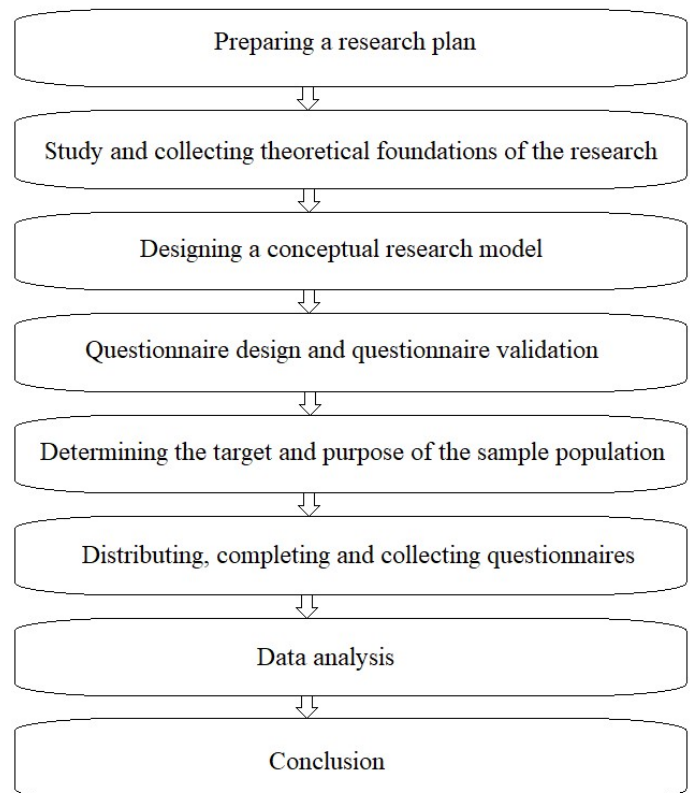 Preparing a research plan
Study and collecting theoretical foundations of the research
Designing a conceptual research model
Questionnaire design and questionnaire validation
Determining the target and purpose of the sample population
Distributing, completing and collecting questionnaires
Data analysis
Conclusion